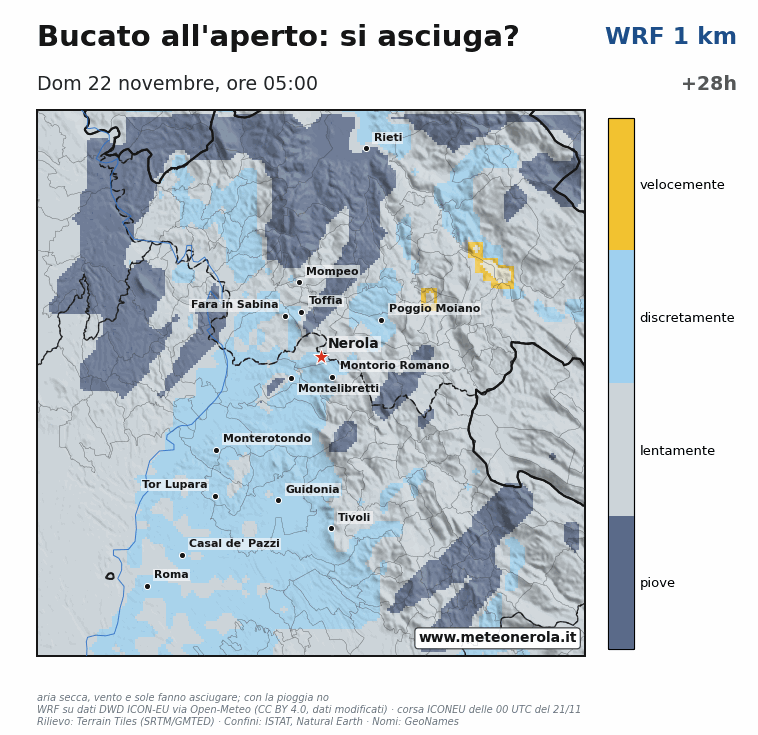 Bucato all'aperto: si asciuga?
WRF 1 km
Dom 22 novembre, ore 05:00
+28h
Rieti
velocemente
Mompeo
Fara in Sabina
Toffia
Poggio Moiano
discretamente
Nerola
Montorio Romano
Montelibretti
Monterotondo
lentamente
Tor Lupara
Guidonia
Tivoli
Casal de' Pazzi
Roma
piove
www.meteonerola.it
aria secca, vento e sole fanno asciugare; con la pioggia no
WRF su dati DWD ICON-EU via Open-Meteo (CC BY 4.0, dati modificati) · corsa ICONEU delle 00 UTC del 21/11
Rilievo: Terrain Tiles (SRTM/GMTED) · Confini: ISTAT, Natural Earth · Nomi: GeoNames